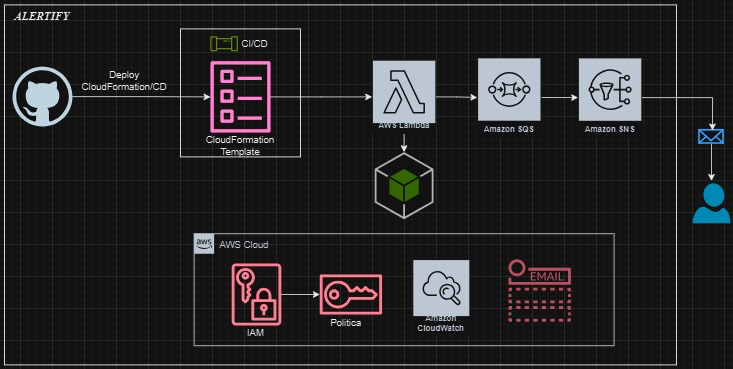 ALERTIFY
CI/CD
Deploy
CloudFormation/CD
CloudFormation
Template
AWS Lambda
Amazon SQS
Amazon SNS
aws
AWS Cloud
EMAIL
IAM
Politica
Amazon
CloudWatch